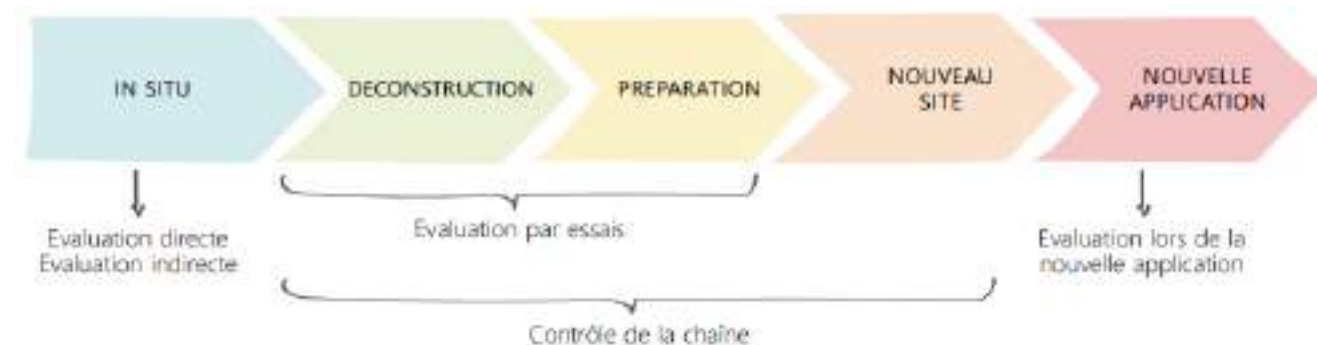 IN SITU
DECONSTRUCTION
PREPARATION
NOUVEAU
SITE
NOUVELLE
APPLICATION
Evaluation directe
Evaluation indirecte
Evaluation par essais
Evaluation lors de la
nouvelle application
Contrôle de la chaîne